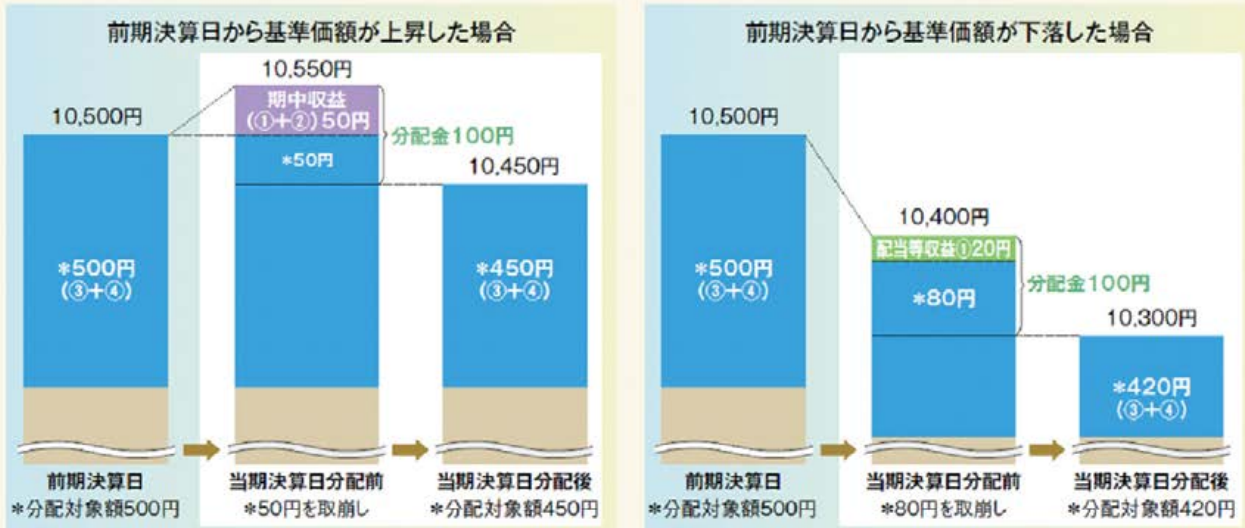 前期決算日から基準価額が上昇した場合
10,550円
期中収益
(①+②)50円
10,500円
分配金100円
*50円
10,450円
*500円
(③+④)
*450円
(③+④)
前期決算日
当期決算日分配前
当期決算日分配後
*分配対象額500円
*50円を取崩し
*分配対象額450円
前期決算日から基準価額が下落した場合
10,500円
10,400円
配当等収益①20円
*500円
(③+④)
*80円
分配金100円
10,300円
*420円
(③+④)
前期決算日
当期決算日分配前
当期決算日分配後
*分配対象額500円
*80円を取崩し
*分配対象額420円